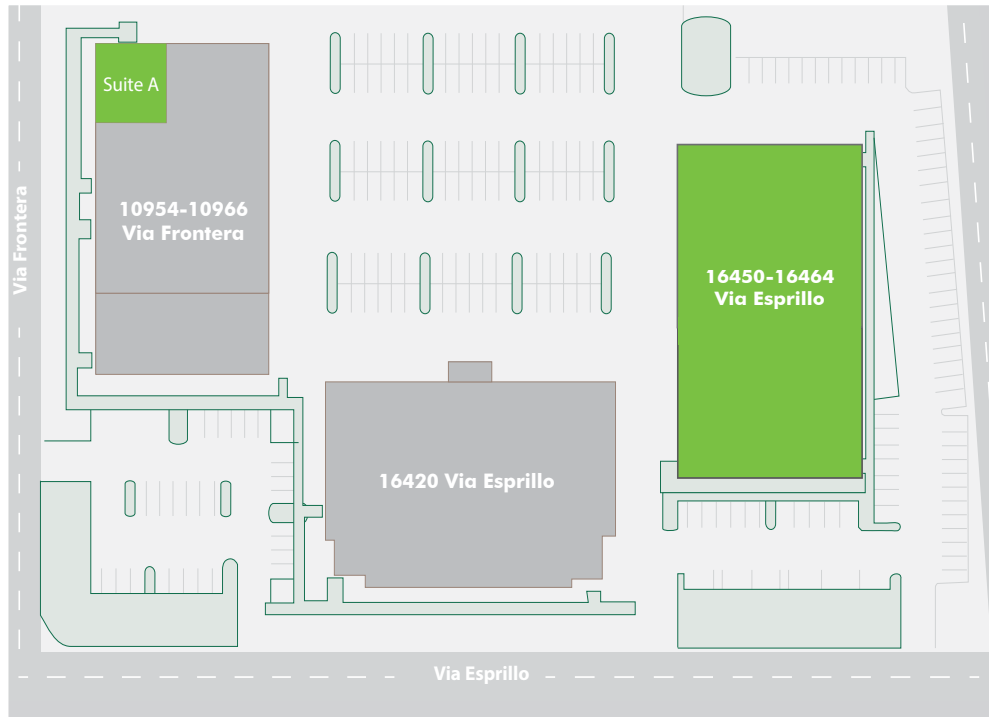 Suite A
10954-10966
Via Frontera
Via Frontera
16450-16464
Via Esprillo
16420 Via Esprillo
Via Esprillo